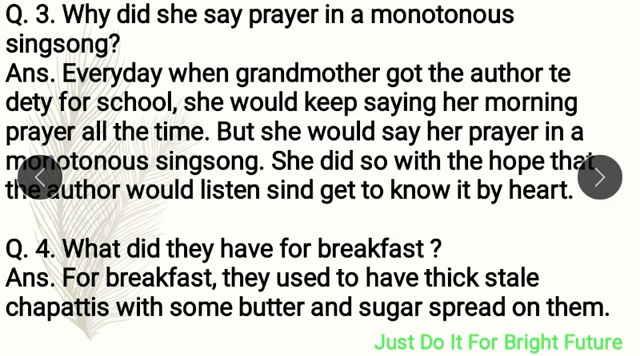 Q. 3. Why did she say prayer in a monotonous
singsong?
Ans. Everyday when grandmother got the author te
dety for school, she would keep saying her morning
prayer all the time. But she would say her prayer in a
monotonous singsong. She did so with the hope that
the author would listen sind get to know it by heart.
Q. 4. What did they have for breakfast ?
Ans. For breakfast, they used to have thick stale
chapattis with some butter and sugar spread on them.
Just Do It For Bright Future